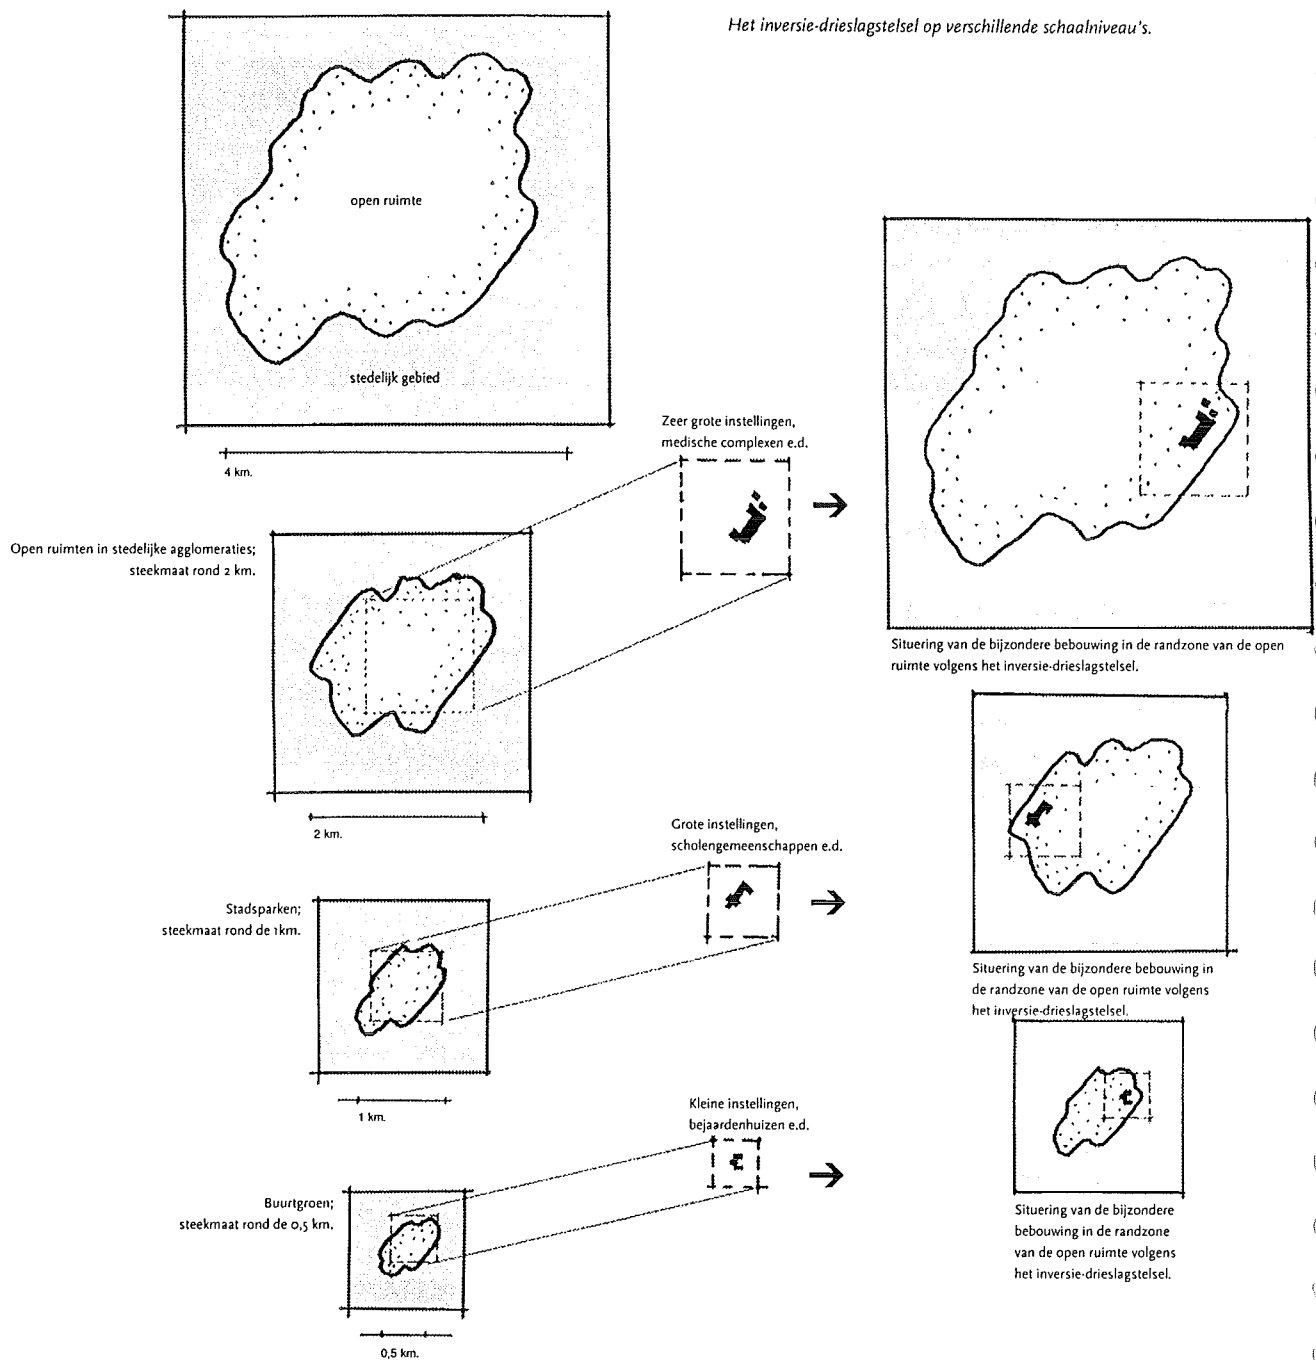 Het inversie-drieslagstelsel op verschillende schaalniveau's.
open ruimte
stedelijk gebied
4 km.
Zeer grote instellingen,
medische complexen e.d.
Open ruimten in stedelijke agglomeraties;
steekmaat rond 2 km.
2 km.
Situering van de bijzondere bebouwing in de randzone van de open
ruimte volgens het inversie-drieslagstelsel.
Grote instellingen,
scholengemeenschappen e.d.
Stadsparken;
steekmaat rond de 1km.
1 km.
Situering van de bijzondere bebouwing in
de randzone van de open ruimte volgens
het inversie-drieslagstelsel.
Kleine instellingen,
bejaardenhuizen e.d.
Buurtgroen;
steekmaat rond de 0,5 km.
0,5 km.
Situering van de bijzondere
bebouwing in de randzone
van de open ruimte volgens
het inversie-drieslagstelsel.